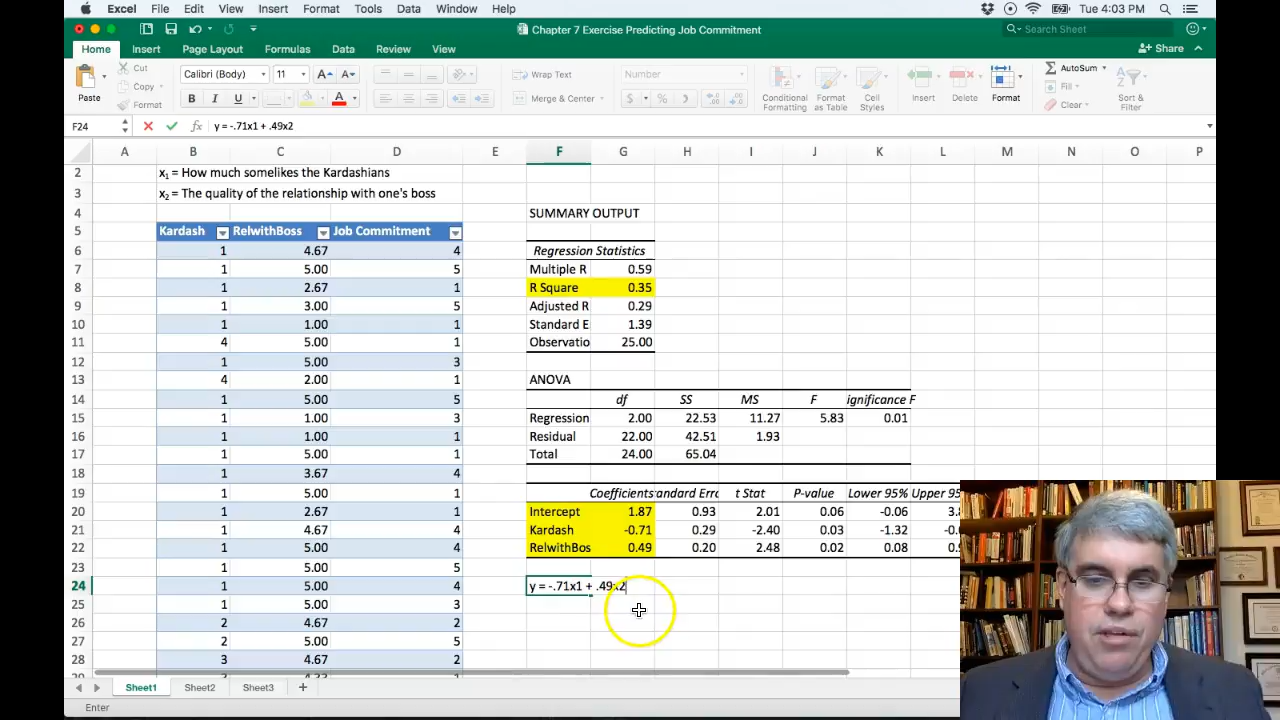 Excel File Edit View Insert Format Tools Data Window Help Tue 4:03 PM
Chapter 7 Exercise Predicting Job Commitment
Search Sheet
Home Insert Page Layout Formulas Data Review View
Share
Paste
Cut
Copy
Format
Calibri (Body) 11
B I U
Wrap Text
Merge & Center
Number
Conditional Formatting
Format as Table
Cell Styles
Insert
Delete
Format
AutoSum
Fill
Clear
Sort & Filter
F24 fx y = -.71x1 + .49x2
A B C D E F G H I J K L M N O P
2 x₁ = How much somelikes the Kardashians
3 x₂ = The quality of the relationship with one's boss
4 SUMMARY OUTPUT
5 Kardash RelwithBoss Job Commitment
6 1 4.67 4 Regression Statistics
7 1 5.00 5 Multiple R 0.59
8 1 2.67 1 R Square 0.35
9 1 3.00 5 Adjusted R 0.29
10 1 1.00 1 Standard E 1.39
11 4 5.00 1 Observatio 25.00
12 1 5.00 3
13 4 2.00 1 ANOVA
14 1 5.00 5 df SS MS F ignificance F
15 1 1.00 3 Regression 2.00 22.53 11.27 5.83 0.01
16 1 1.00 1 Residual 22.00 42.51 1.93
17 1 5.00 1 Total 24.00 65.04
18 1 3.67 4
19 1 5.00 1 Coefficients andard Erro t Stat P-value Lower 95% Upper 95
20 1 2.67 1 Intercept 1.87 0.93 2.01 0.06 -0.06 3.
21 1 4.67 4 Kardash -0.71 0.29 -2.40 0.03 -1.32 -0.
22 1 5.00 4 RelwithBos 0.49 0.20 2.48 0.02 0.08 0.
23 1 5.00 5
24 1 5.00 4 y = -.71x1 + .49x2
25 1 5.00 3
26 2 4.67 2
27 2 5.00 5
28 3 4.67 2
Sheet1 Sheet2 Sheet3
Enter